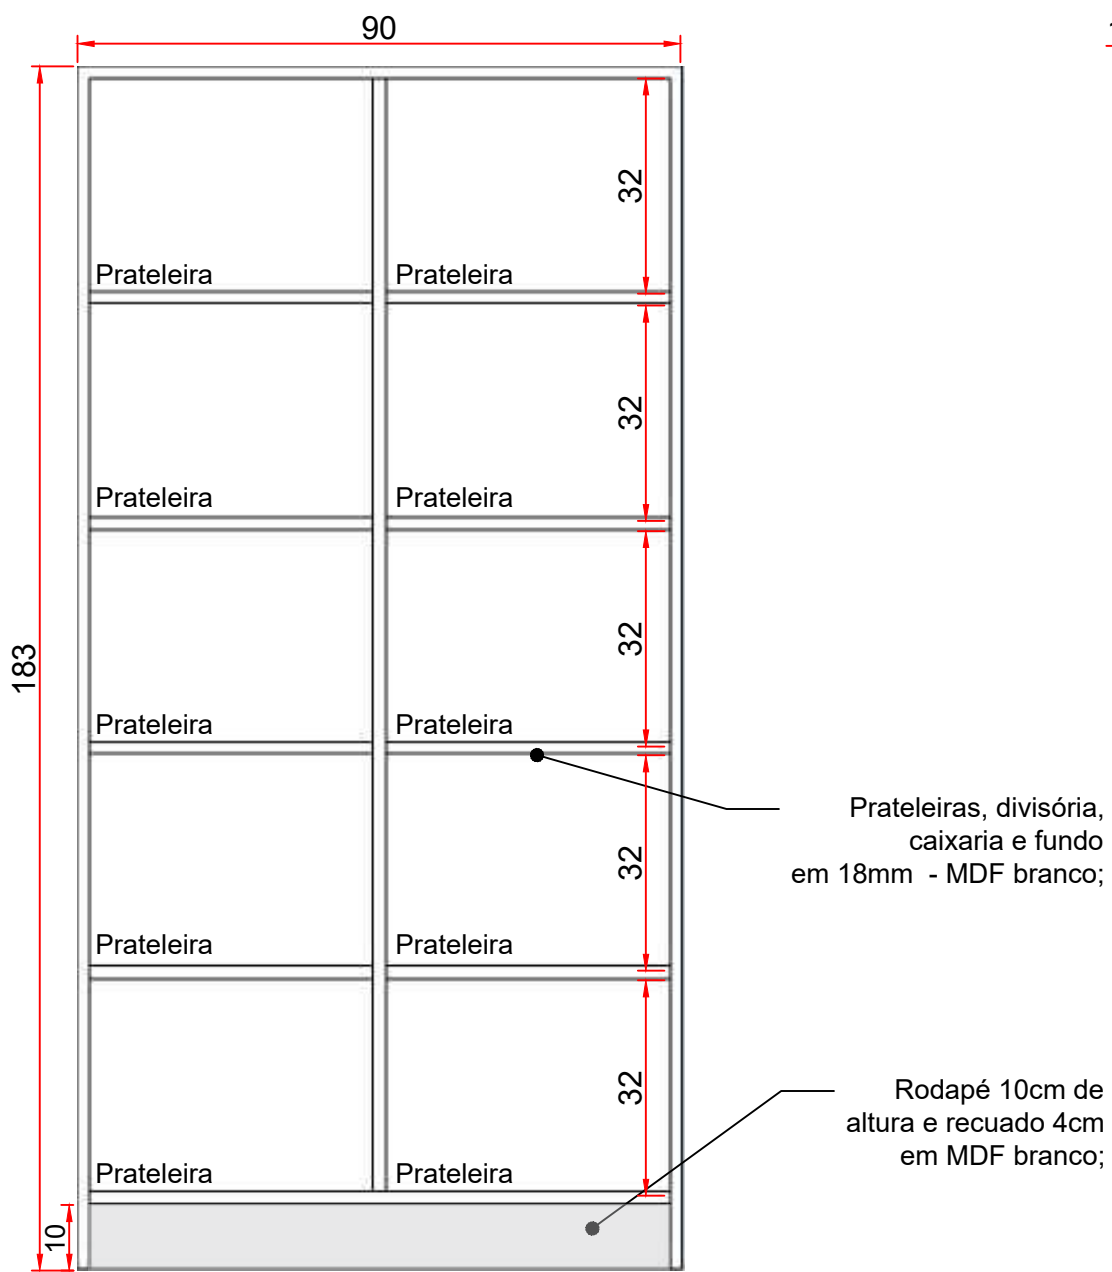 90
32
Prateleira Prateleira
32
Prateleira Prateleira
32
183
Prateleira Prateleira
Prateleiras, divisória,
caixaria e fundo
em 18mm - MDF branco;
32
Prateleira Prateleira
32
Rodapé 10cm de
altura e recuado 4cm
em MDF branco;
Prateleira Prateleira
10